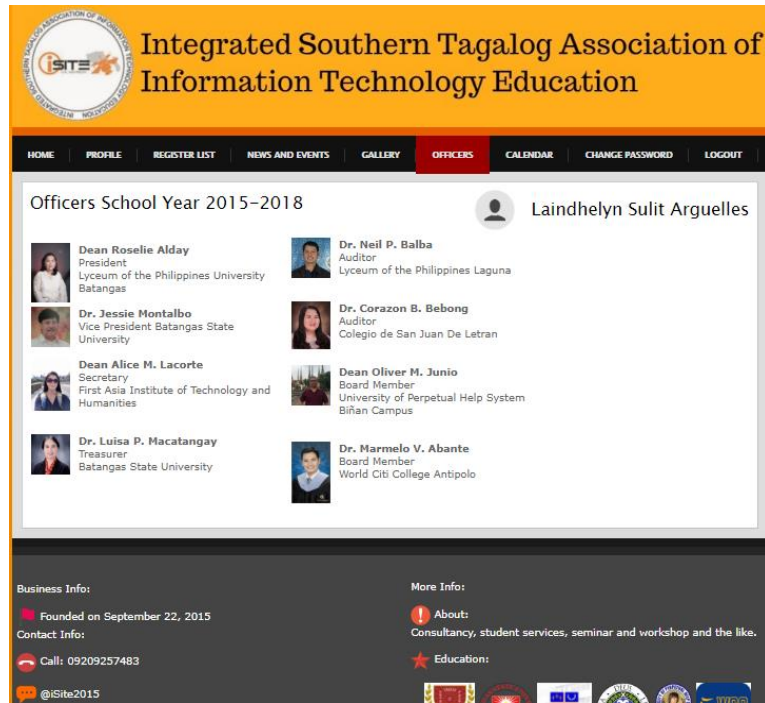 iSITE
Integrated Southern Tagalog Association of
Information Technology Education
HOME PROFILE REGISTER LIST NEWS AND EVENTS GALLERY OFFICERS CALENDAR CHANGE PASSWORD LOGOUT
Officers School Year 2015-2018
Laindhelyn Sulit Arguelles
Dean Roselie Alday
President
Lyceum of the Philippines University
Batangas
Dr. Jessie Montalbo
Vice President Batangas State
University
Dean Alice M. Lacorte
Secretary
First Asia Institute of Technology and
Humanities
Dr. Luisa P. Macatangay
Treasurer
Batangas State University
Dr. Neil P. Balba
Auditor
Lyceum of the Philippines Laguna
Dr. Corazon B. Bebong
Auditor
Colegio de San Juan De Letran
Dean Oliver M. Junio
Board Member
University of Perpetual Help System
Biñan Campus
Dr. Marmelo V. Abante
Board Member
World Citi College Antipolo
Business Info:
Founded on September 22, 2015
Contact Info:
Call: 09209257483
@iSite2015
More Info:
About:
Consultancy, student services, seminar and workshop and the like.
Education: